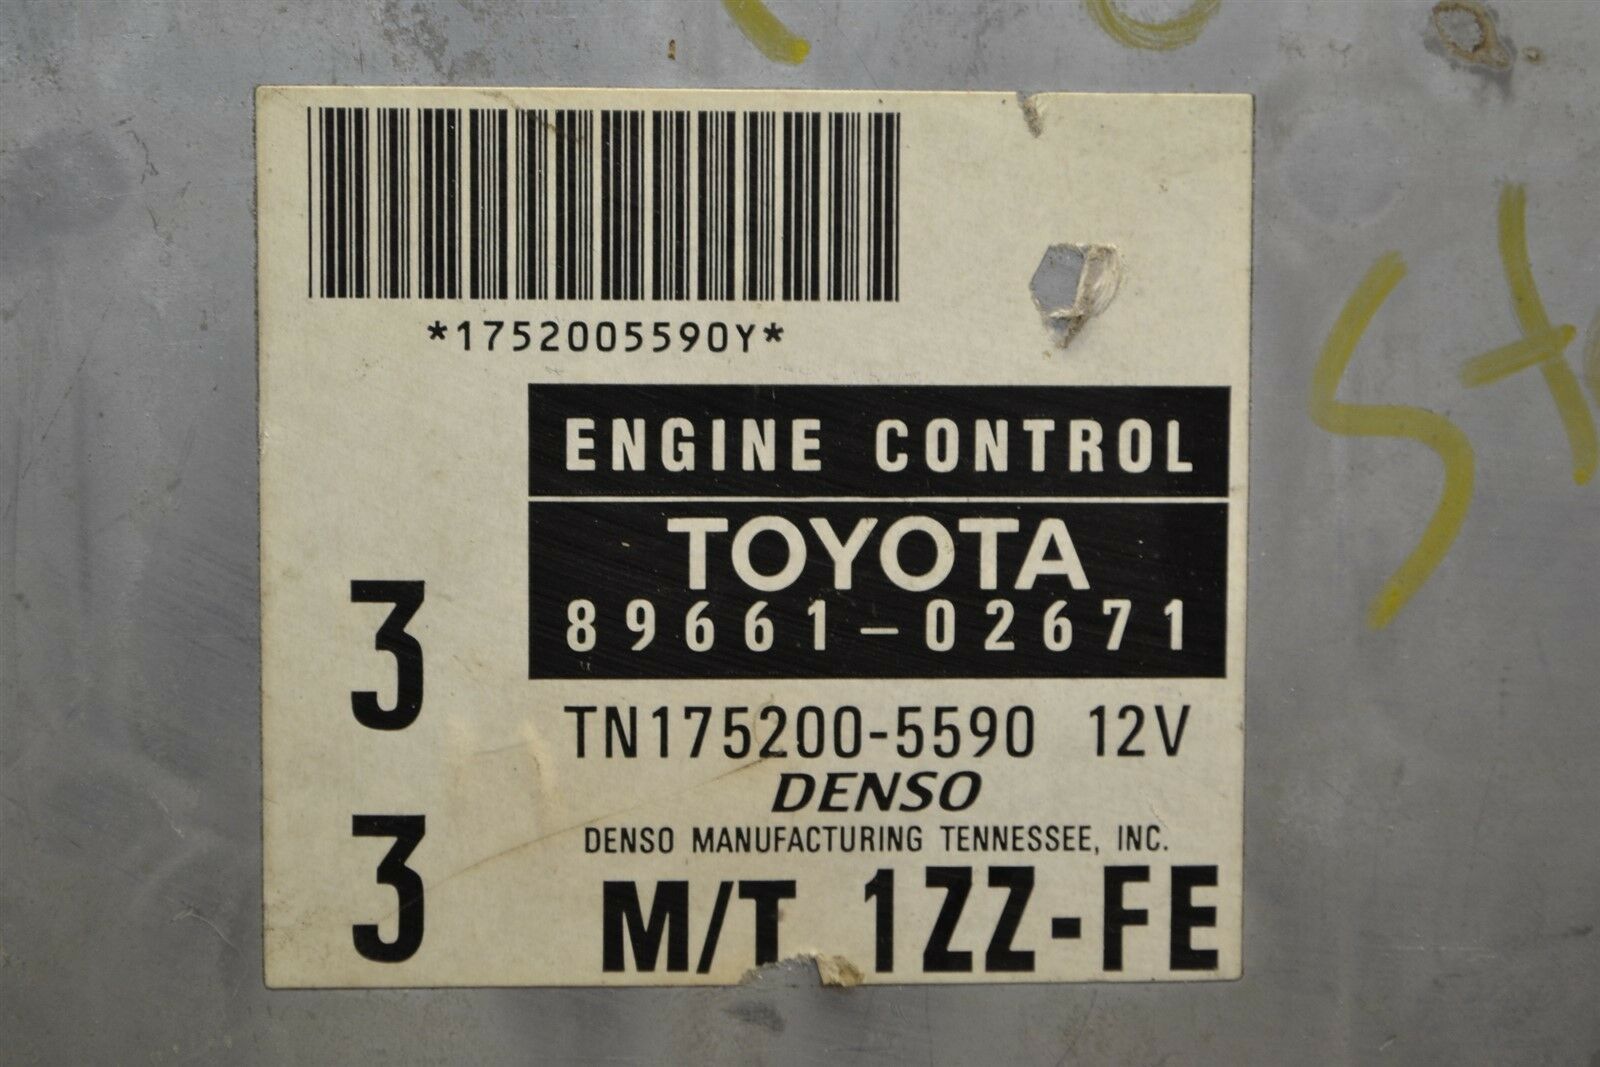 *1752005590Y*
ENGINE CONTROL
TOYOTA
89661-02671
TN175200-5590 12V
DENSO
DENSO MANUFACTURING TENNESSEE, INC.
M/T 1ZZ-FE
3
3